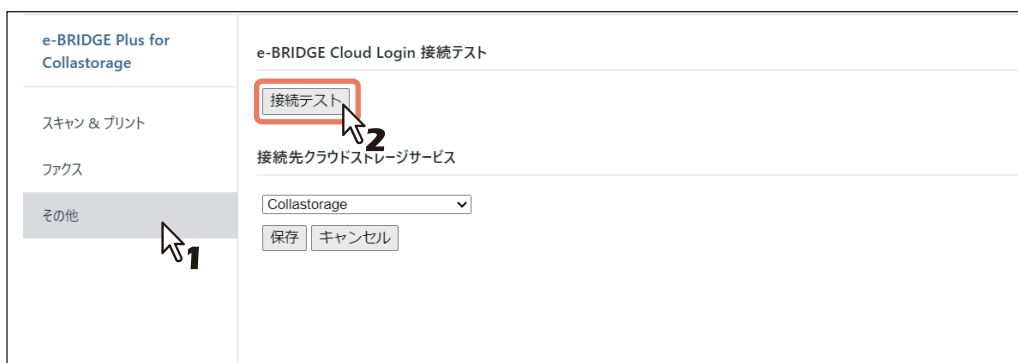 e-BRIDGE Plus for
Collastorage
スキャン & プリント
ファクス
その他
1
e-BRIDGE Cloud Login 接続テスト
接続テスト
2
接続先クラウドストレージサービス
Collastorage
保存 キャンセル